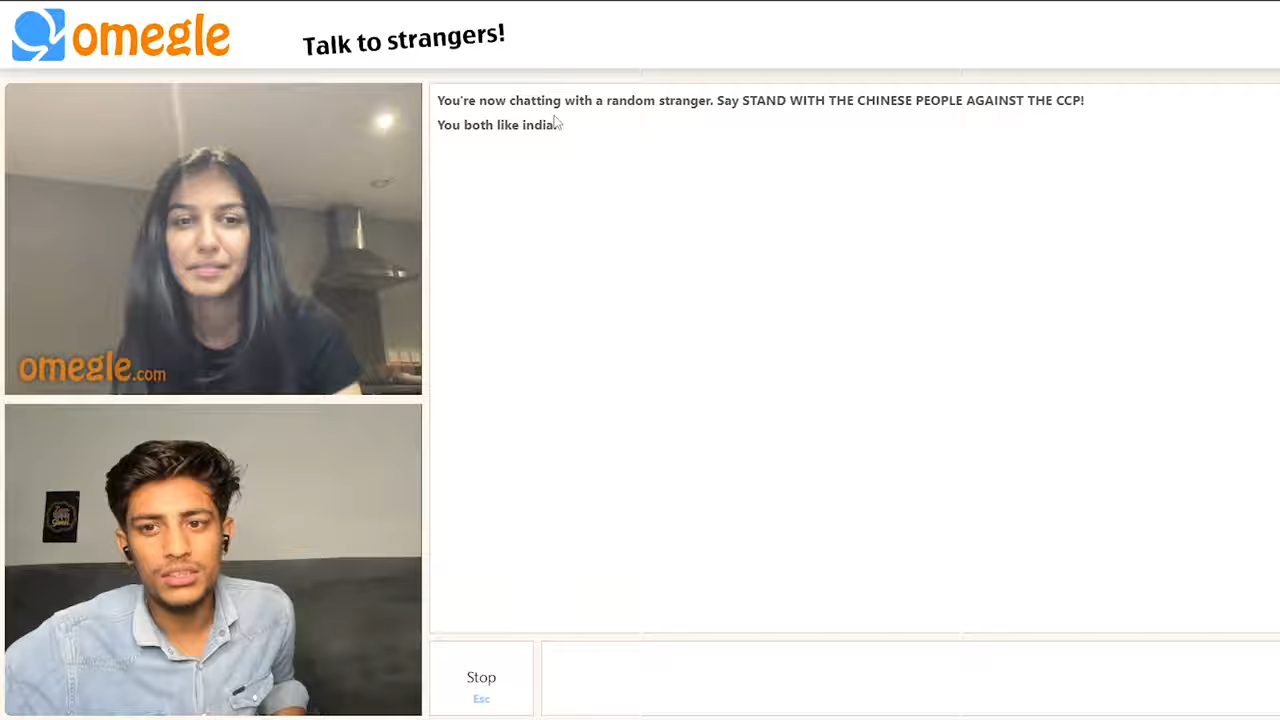 omegle
Talk to strangers!
You're now chatting with a random stranger. Say STAND WITH THE CHINESE PEOPLE AGAINST THE CCP!
You both like india.
omegle.com
Stop
Esc